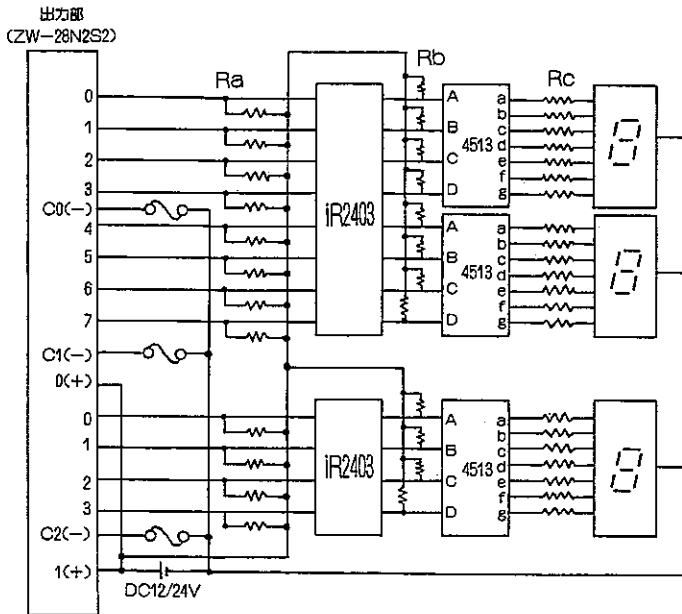 出力部
(ZW-28N2S2)
Ra
Rb
Rc
0
1
2
3
C0(-)
4
5
6
7
C1(-)
0(+)
0
1
2
3
C2(-)
1(+)
DC12/24V
iR2403
iR2403
A
B
C
D
4513
a
b
c
d
e
f
g
A
B
C
D
4513
a
b
c
d
e
f
g
A
B
C
D
4513
a
b
c
d
e
f
g